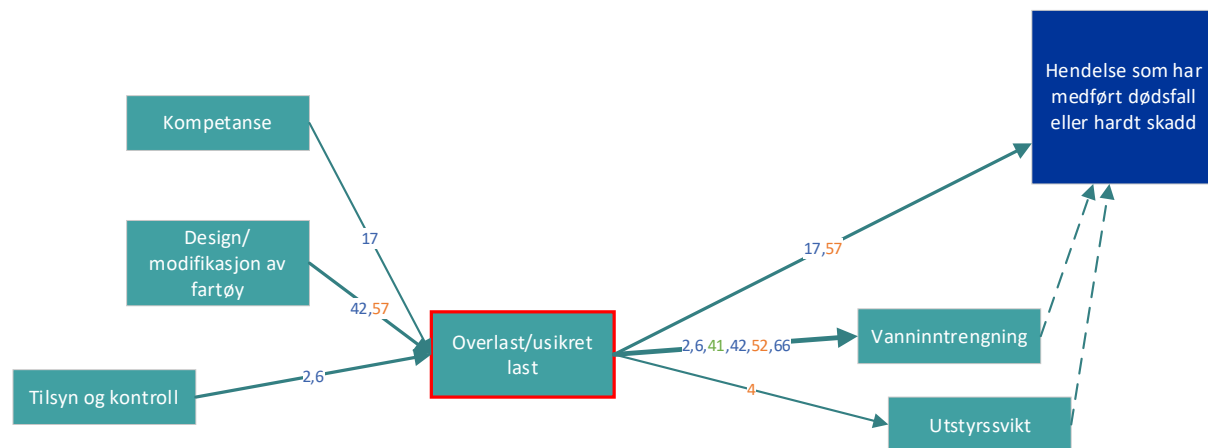 Hendelse som har
medført dødsfall
eller hardt skadd
Kompetanse
17
17,57
Design/
modifikasjon av
fartøy
42,57
Overlast/usikret
last
2,6,41,42,52,66
Vanninntrengning
2,6
Tilsyn og kontroll
4
Utstyrssvikt